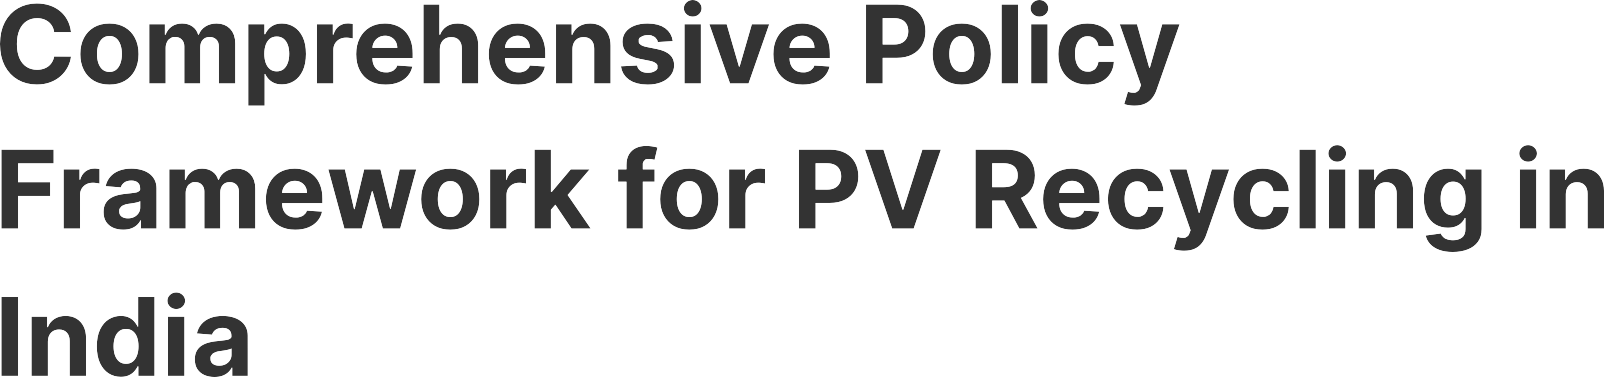 Comprehensive Policy
Framework for PV Recycling in
India